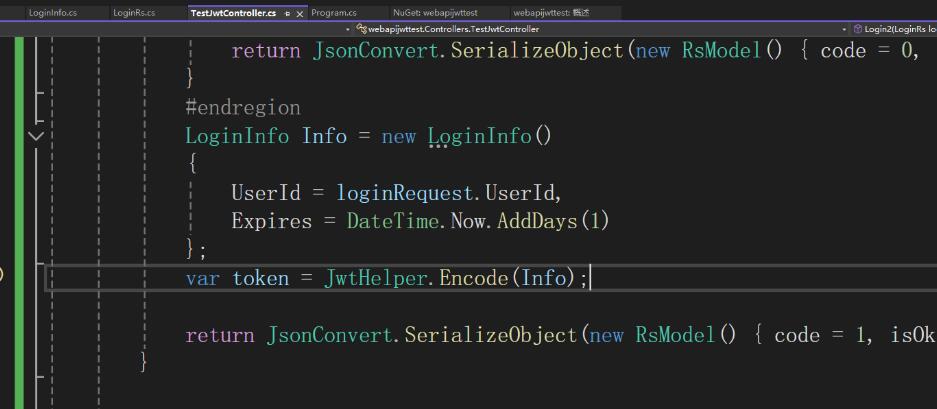 LoginInfo.cs LoginRs.cs TestJwtController.cs Program.cs NuGet: webapijwttest webapijwttest: 概述
webapijwttest.Controllers.TestJwtController Login2(LoginRs lo
return JsonConvert.SerializeObject(new RsModel() { code = 0,
}
#endregion
LoginInfo Info = new LoginInfo()
{
UserId = loginRequest.UserId,
Expires = DateTime.Now.AddDays(1)
};
var token = JwtHelper.Encode(Info);
return JsonConvert.SerializeObject(new RsModel() { code = 1, isOk
}